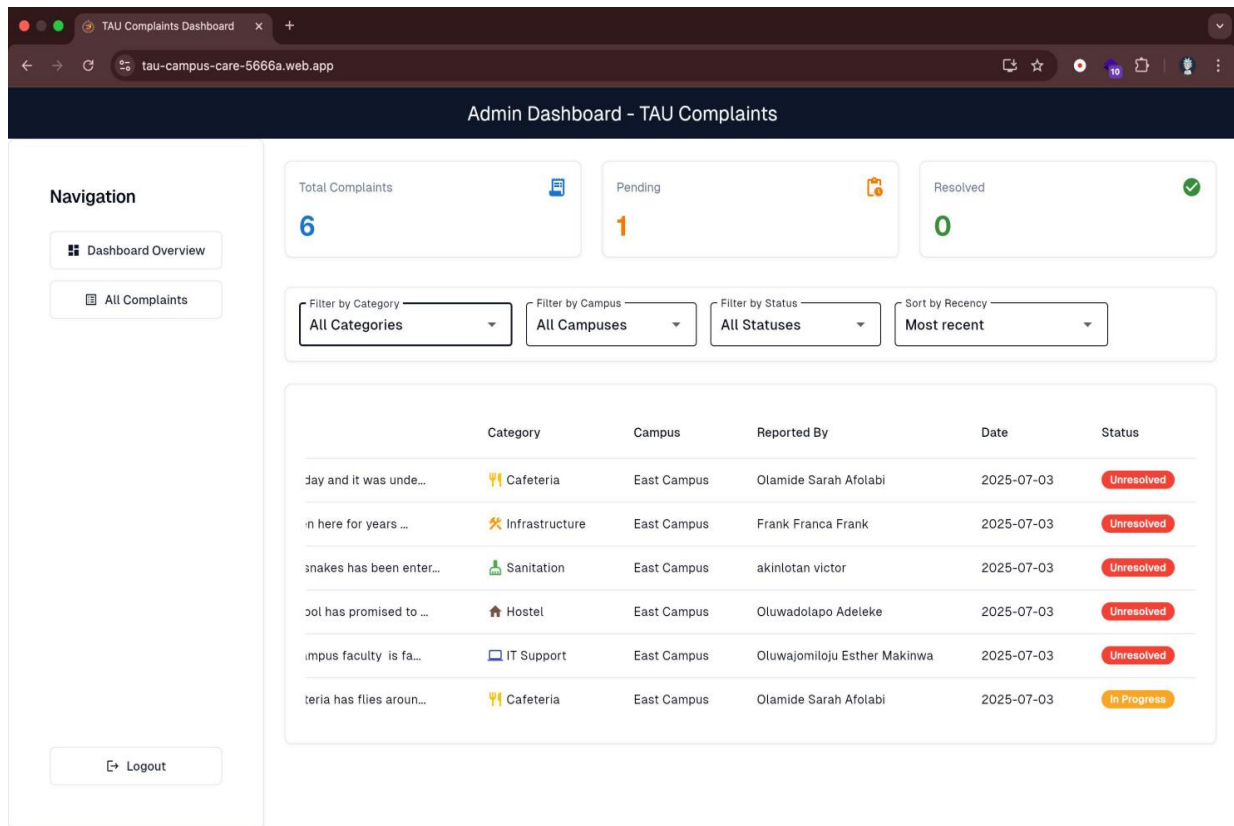 TAU Complaints Dashboard
tau-campus-care-5666a.web.app
10
Admin Dashboard - TAU Complaints
Navigation
Dashboard Overview
All Complaints
Logout
Total Complaints
6
Pending
1
Resolved
0
Filter by Category
All Categories
Filter by Campus
All Campuses
Filter by Status
All Statuses
Sort by Recency
Most recent
Category Campus Reported By Date Status
day and it was unde... Cafeteria East Campus Olamide Sarah Afolabi 2025-07-03 Unresolved
n here for years ... Infrastructure East Campus Frank Franca Frank 2025-07-03 Unresolved
snakes has been enter... Sanitation East Campus akinlotan victor 2025-07-03 Unresolved
ool has promised to ... Hostel East Campus Oluwadolapo Adeleke 2025-07-03 Unresolved
mpus faculty is fa... IT Support East Campus Oluwajomiloju Esther Makinwa 2025-07-03 Unresolved
teria has flies aroun... Cafeteria East Campus Olamide Sarah Afolabi 2025-07-03 In Progress